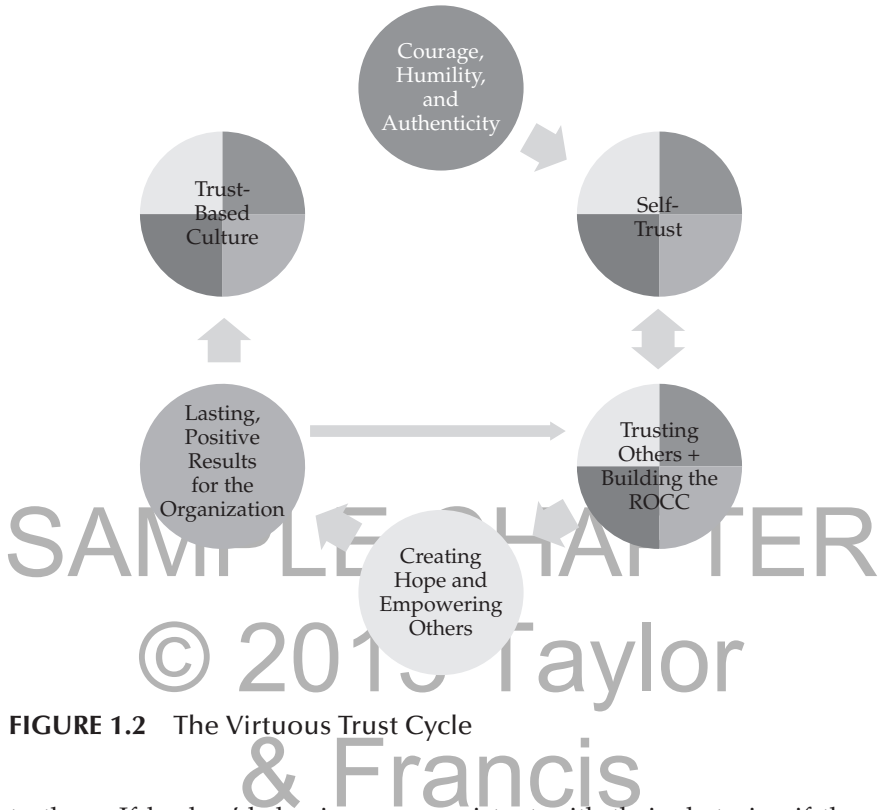 Courage,
Humility,
and
Authenticity
Trust-
Based
Culture
Self-
Trust
Lasting,
Positive
Results
for the
Organization
Trusting
Others +
Building the
ROCC
Creating
Hope and
Empowering
Others
SAMPLE CHAPTER
© 2015 Taylor
FIGURE 1.2 The Virtuous Trust Cycle
& Francis